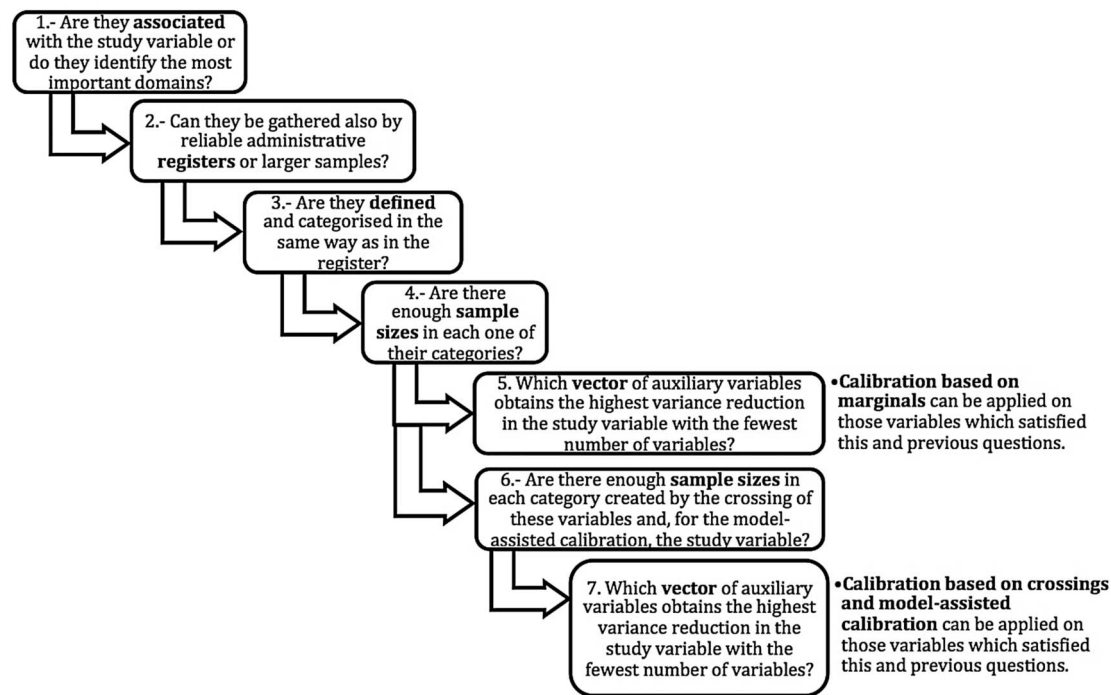 1.- Are they associated
with the study variable or
do they identify the most
important domains?
2.- Can they be gathered also by
reliable administrative
registers or larger samples?
3.- Are they defined
and categorised in the
same way as in the
register?
4.- Are there
enough sample
sizes in each one of
their categories?
5. Which vector of auxiliary variables
obtains the highest variance reduction
in the study variable with the fewest
number of variables?
•Calibration based on
marginals can be applied on
those variables which satisfied
this and previous questions.
6.- Are there enough sample sizes in
each category created by the crossing of
these variables and, for the model-
assisted calibration, the study variable?
7. Which vector of auxiliary
variables obtains the highest
variance reduction in the
study variable with the
fewest number of variables?
•Calibration based on crossings
and model-assisted
calibration can be applied on
those variables which satisfied
this and previous questions.